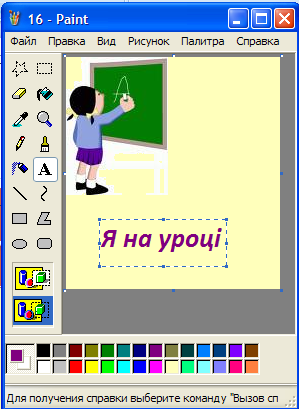 16 - Paint
Файл Правка Вид Рисунок Палитра Справка
A
A
Я на уроці
Для получения справки выберите команду "Вызов сп